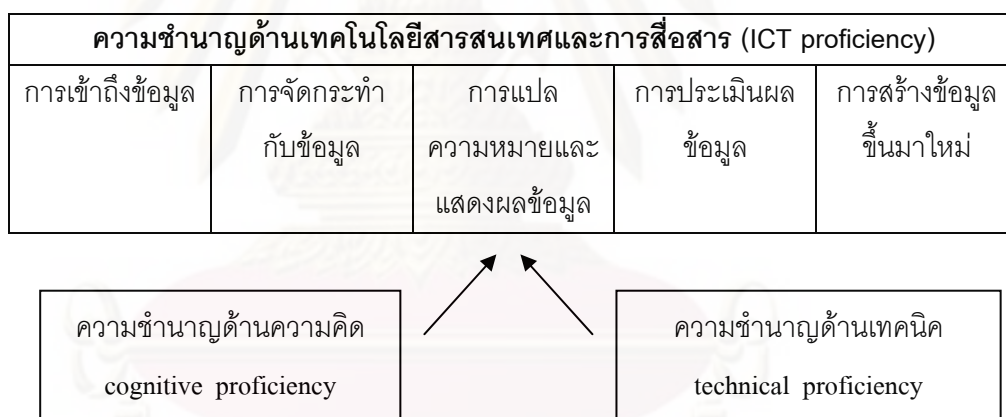 ความชำนาญด้านเทคโนโลยีสารสนเทศและการสื่อสาร (ICT proficiency)
การเข้าถึงข้อมูล
การจัดกระทำ
กับข้อมูล
การแปล
ความหมายและ
แสดงผลข้อมูล
การประเมินผล
ข้อมูล
การสร้างข้อมูล
ขึ้นมาใหม่
ความชำนาญด้านความคิด
cognitive proficiency
ความชำนาญด้านเทคนิค
technical proficiency